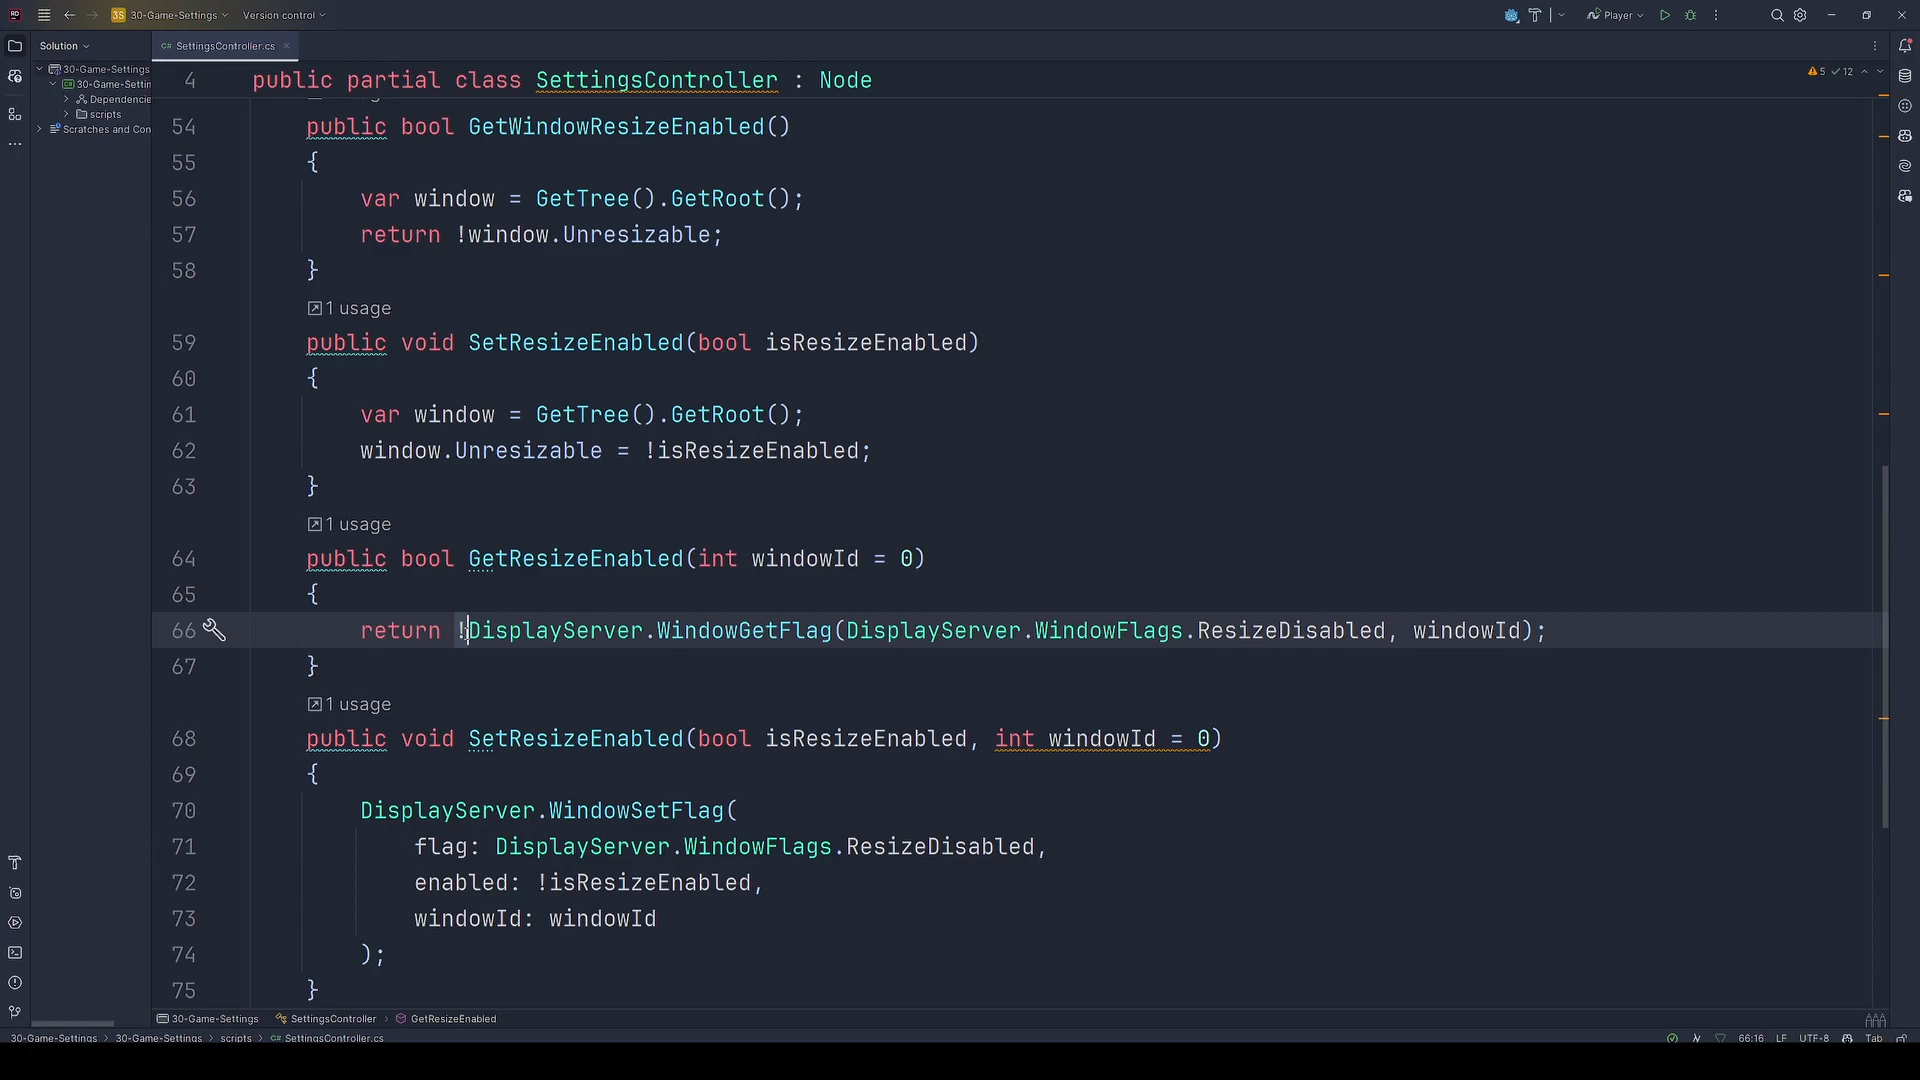 30-Game-Settings
Version control
Player
Solution
SettingsController.cs
30-Game-Settings
30-Game-Settin
Dependencie
scripts
Scratches and Con
5
12
4 public partial class SettingsController : Node
54 public bool GetWindowResizeEnabled()
55 {
56 var window = GetTree().GetRoot();
57 return !window.Unresizable;
58 }
1 usage
59 public void SetResizeEnabled(bool isResizeEnabled)
60 {
61 var window = GetTree().GetRoot();
62 window.Unresizable = !isResizeEnabled;
63 }
1 usage
64 public bool GetResizeEnabled(int windowId = 0)
65 {
66 return !DisplayServer.WindowGetFlag(DisplayServer.WindowFlags.ResizeDisabled, windowId);
67 }
1 usage
68 public void SetResizeEnabled(bool isResizeEnabled, int windowId = 0)
69 {
70 DisplayServer.WindowSetFlag(
71 flag: DisplayServer.WindowFlags.ResizeDisabled,
72 enabled: !isResizeEnabled,
73 windowId: windowId
74 );
75 }
30-Game-Settings SettingsController GetResizeEnabled
30-Game-Settings 30-Game-Settings scripts C# SettingsController.cs
66:16 LF UTF-8 Tab